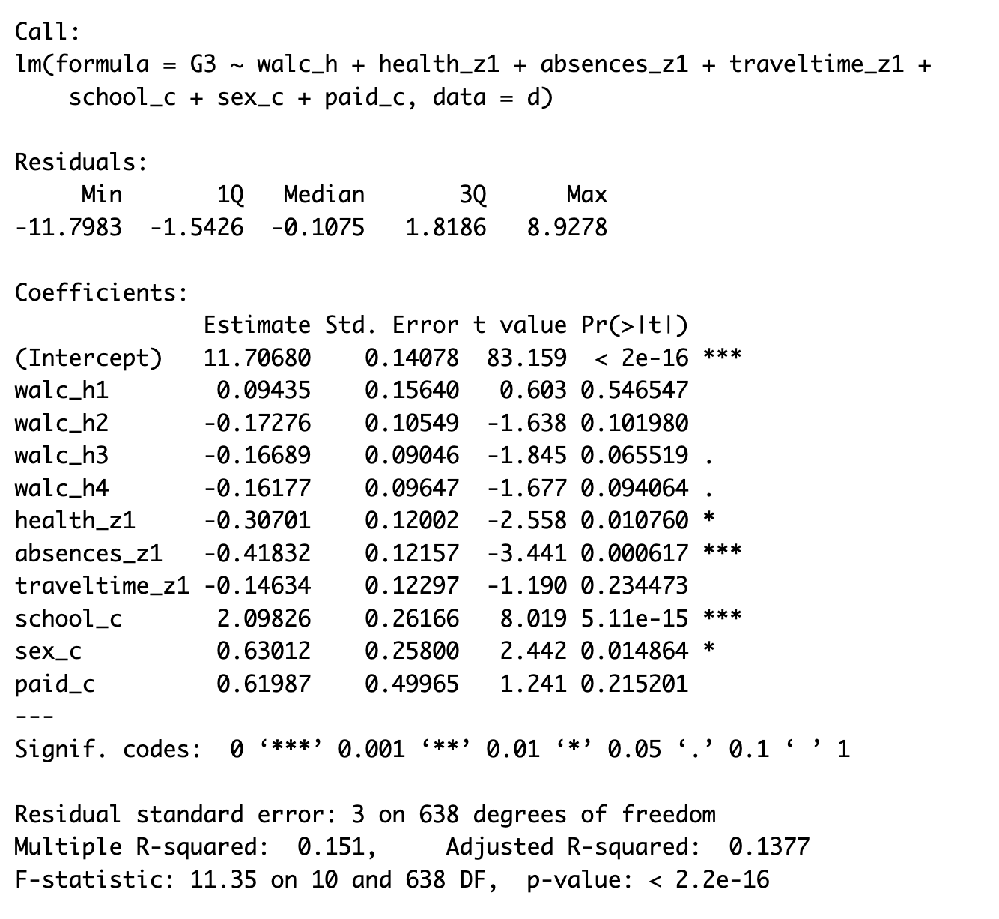 Call:
lm(formula = G3 ~ walc_h + health_z1 + absences_z1 + traveltime_z1 +
    school_c + sex_c + paid_c, data = d)

Residuals:
     Min       1Q   Median       3Q      Max
-11.7983  -1.5426  -0.1075   1.8186   8.9278

Coefficients:
              Estimate Std. Error t value Pr(>|t|)
(Intercept)   11.70680    0.14078  83.159  < 2e-16 ***
walc_h1        0.09435    0.15640   0.603 0.546547
walc_h2       -0.17276    0.10549  -1.638 0.101980
walc_h3       -0.16689    0.09046  -1.845 0.065519 .
walc_h4       -0.16177    0.09647  -1.677 0.094064 .
health_z1     -0.30701    0.12002  -2.558 0.010760 *
absences_z1   -0.41832    0.12157  -3.441 0.000617 ***
traveltime_z1 -0.14634    0.12297  -1.190 0.234473
school_c       2.09826    0.26166   8.019 5.11e-15 ***
sex_c          0.63012    0.25800   2.442 0.014864 *
paid_c         0.61987    0.49965   1.241 0.215201
---
Signif. codes:  0 ‘***’ 0.001 ‘**’ 0.01 ‘*’ 0.05 ‘.’ 0.1 ‘ ’ 1

Residual standard error: 3 on 638 degrees of freedom
Multiple R-squared:  0.151,     Adjusted R-squared:  0.1377
F-statistic: 11.35 on 10 and 638 DF,  p-value: < 2.2e-16